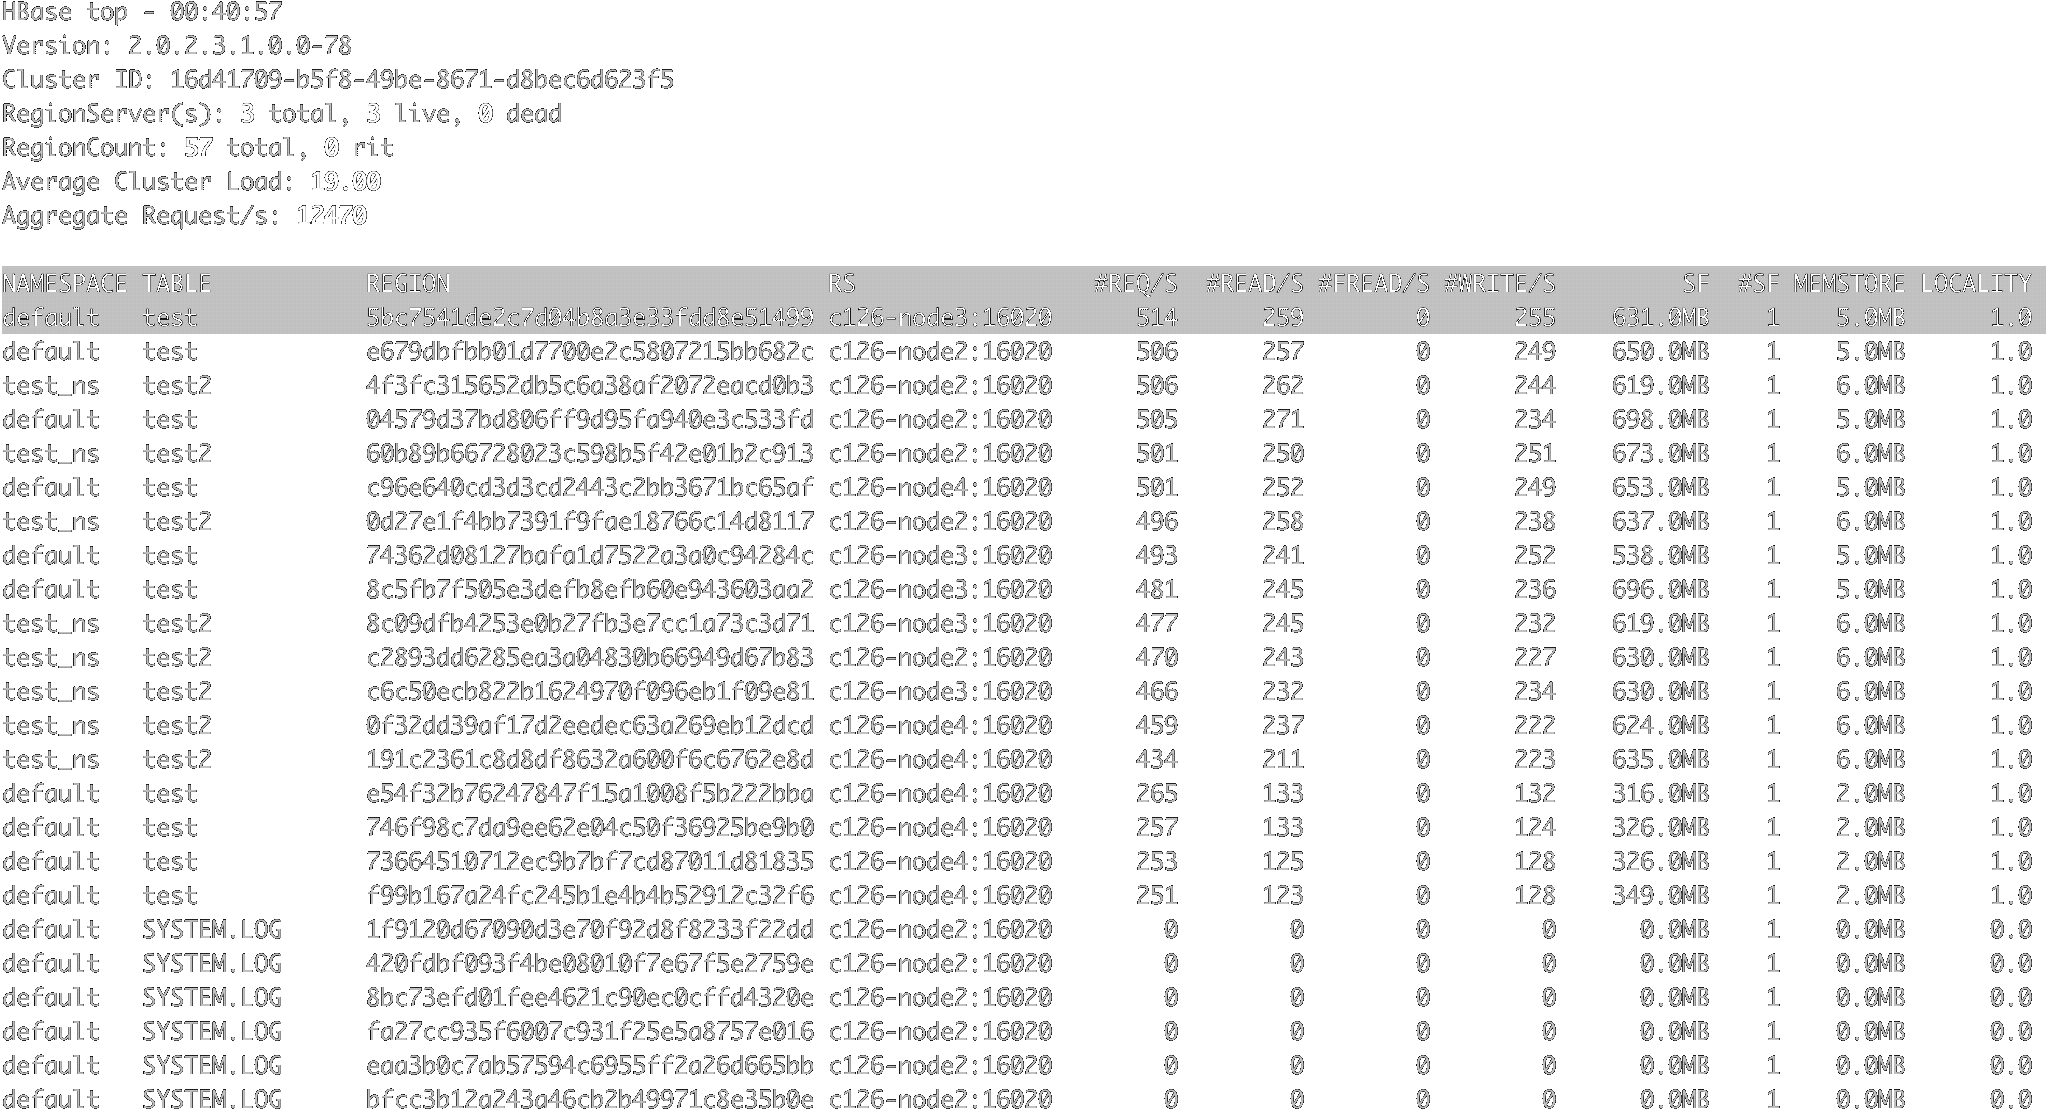 HBase top - 00:40:57
Version: 2.0.2.3.1.0.0-78
Cluster ID: 16d41709-b5f8-49be-8671-d8bec6d623f5
RegionServer(s): 3 total, 3 live, 0 dead
RegionCount: 57 total, 0 rit
Average Cluster Load: 19.00
Aggregate Request/s: 12470
NAMESPACE TABLE REGION RS #REQ/S #READ/S #FREAD/S #WRITE/S SF #SF MEMSTORE LOCALITY
default test 5bc7541de2c7d04b8a3e33fdd8e51499 c126-node3:16020 514 259 0 255 631.0MB 1 5.0MB 1.0
default test e679dbfbb01d7700e2c5807215bb682c c126-node2:16020 506 257 0 249 650.0MB 1 5.0MB 1.0
test_ns test2 4f3fc315652db5c6a38af2072eacd0b3 c126-node3:16020 506 262 0 244 619.0MB 1 6.0MB 1.0
default test 04579d37bd806ff9d95fa940e3c533fd c126-node2:16020 505 271 0 234 698.0MB 1 5.0MB 1.0
test_ns test2 60b89b66728023c598b5f42e01b2c913 c126-node2:16020 501 250 0 251 673.0MB 1 6.0MB 1.0
default test c96e640cd3d3cd2443c2bb3671bc65af c126-node4:16020 501 252 0 249 653.0MB 1 5.0MB 1.0
test_ns test2 0d27e1f4bb7391f9fae18766c14d8117 c126-node2:16020 496 258 0 238 637.0MB 1 6.0MB 1.0
default test 74362d08127bafa1d7522a3a0c94284c c126-node3:16020 493 241 0 252 538.0MB 1 5.0MB 1.0
default test 8c5fb7f505e3defb8efb60e943603aa2 c126-node3:16020 481 245 0 236 696.0MB 1 5.0MB 1.0
test_ns test2 8c09dfb4253e0b27fb3e7cc1a73c3d71 c126-node3:16020 477 245 0 232 619.0MB 1 6.0MB 1.0
test_ns test2 c2893dd6285ea3a04830b66949d67b83 c126-node2:16020 470 243 0 227 630.0MB 1 6.0MB 1.0
test_ns test2 c6c50ecb822b1624970f096eb1f09e81 c126-node3:16020 466 232 0 234 630.0MB 1 6.0MB 1.0
test_ns test2 0f32dd39af17d2eedec63a269eb12dcd c126-node4:16020 459 237 0 222 624.0MB 1 6.0MB 1.0
test_ns test2 191c2361c8d8df8632a600f6c6762e8d c126-node4:16020 434 211 0 223 635.0MB 1 6.0MB 1.0
default test e54f32b76247847f15a1008f5b222bba c126-node4:16020 265 133 0 132 316.0MB 1 2.0MB 1.0
default test 746f98c7da9ee62e04c50f36925be9b0 c126-node4:16020 257 133 0 124 326.0MB 1 2.0MB 1.0
default test 73664510712ec9b7bf7cd87011d81835 c126-node4:16020 253 125 0 128 326.0MB 1 2.0MB 1.0
default test f99b167a24fc245b1e4b4b52912c32f6 c126-node4:16020 251 123 0 128 349.0MB 1 2.0MB 1.0
default SYSTEM.LOG 1f9120d67090d3e70f92d8f8233f22dd c126-node2:16020 0 0 0 0 0.0MB 1 0.0MB 0.0
default SYSTEM.LOG 420fdbf093f4be08010f7e67f5e2759e c126-node2:16020 0 0 0 0 0.0MB 1 0.0MB 0.0
default SYSTEM.LOG 8bc73efd01fee4621c90ec0cffd4320e c126-node2:16020 0 0 0 0 0.0MB 1 0.0MB 0.0
default SYSTEM.LOG fa27cc935f6007c931f25e5a8757e016 c126-node2:16020 0 0 0 0 0.0MB 1 0.0MB 0.0
default SYSTEM.LOG eaa3b0c7ab57594c6955ff2a26d665bb c126-node2:16020 0 0 0 0 0.0MB 1 0.0MB 0.0
default SYSTEM.LOG bfcc3b12a243a46cb2b49971c8e35b0e c126-node2:16020 0 0 0 0 0.0MB 1 0.0MB 0.0